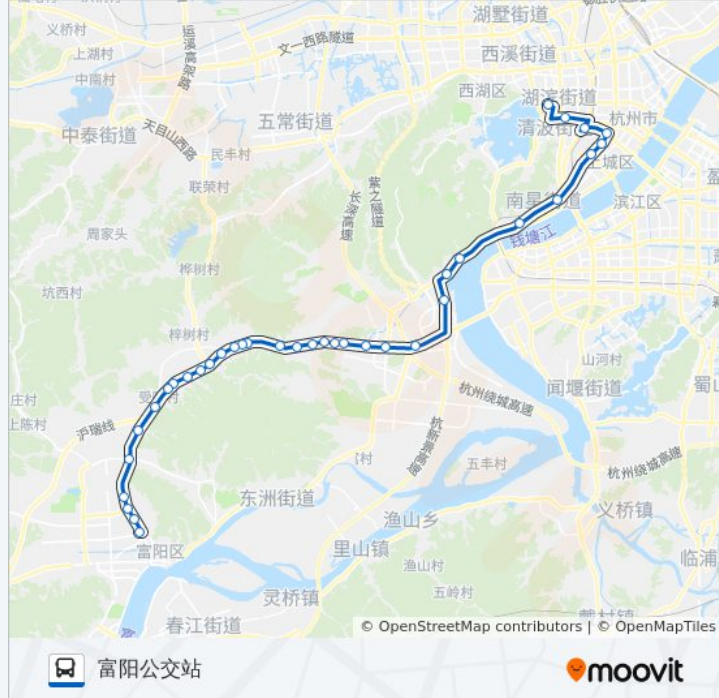 湖墅街道
义桥村
运溪高架路
文一西路隧道
上湖村
西溪街道
中南村
西湖区
湖滨街道
杭州市
五常街道
中泰街道
天目山西路
清波街
民丰村
上城区
联荣村
紫之隧道
长深高速
南星街道
滨江区
周家头
钱塘江
桦树村
坑西村
梓树村
山河村
闻堰街道
蜀山
杭州绕城高速
庄村
受
村
上陈村
沪瑞线
杭新景高速
五丰村
杭州绕城高速
东洲街道
渔山乡
义桥镇
富阳区
里山镇
临浦
渔山村
五岭村
灵桥镇
戴村镇
春江街道
© OpenStreetMap contributors | © OpenMapTiles
富阳公交站
moovit